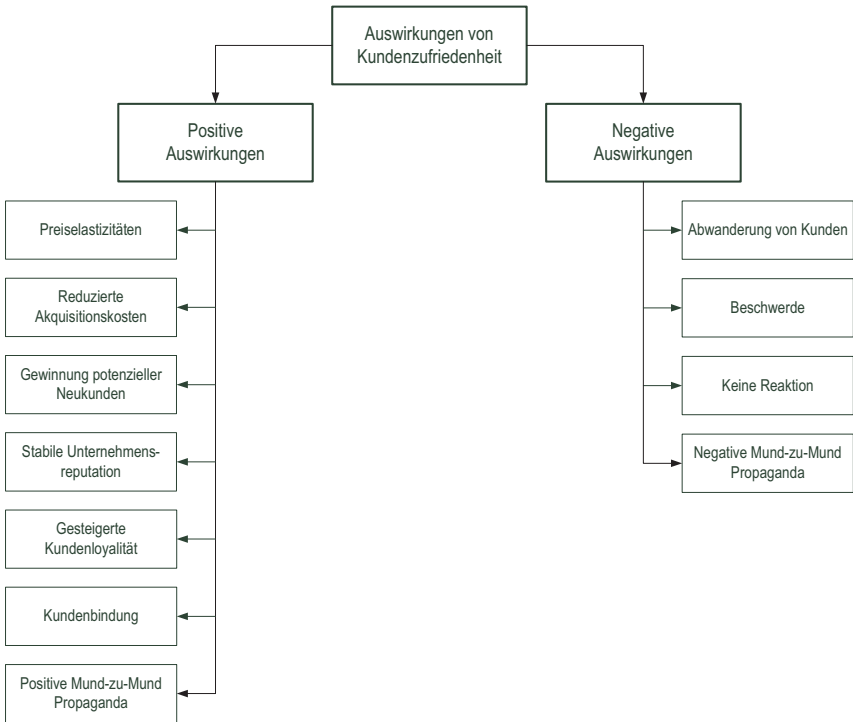 Auswirkungen von
Kundenzufriedenheit
Positive
Auswirkungen
Negative
Auswirkungen
Preiselastizitäten
Reduzierte
Akquisitionskosten
Gewinnung potenzieller
Neukunden
Stabile Unternehmens-
reputation
Gesteigerte
Kundenloyalität
Kundenbindung
Positive Mund-zu-Mund
Propaganda
Abwanderung von Kunden
Beschwerde
Keine Reaktion
Negative Mund-zu-Mund
Propaganda